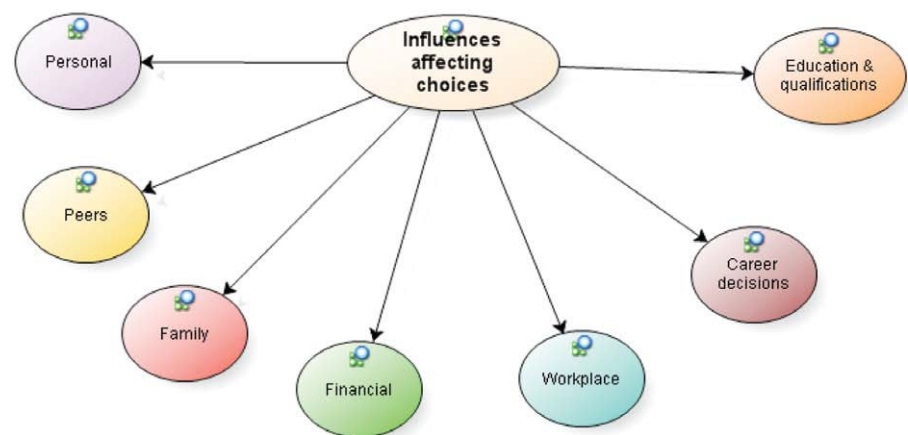 Influences
affecting
choices
Personal
Education &
qualifications
Peers
Career
decisions
Family
Financial
Workplace